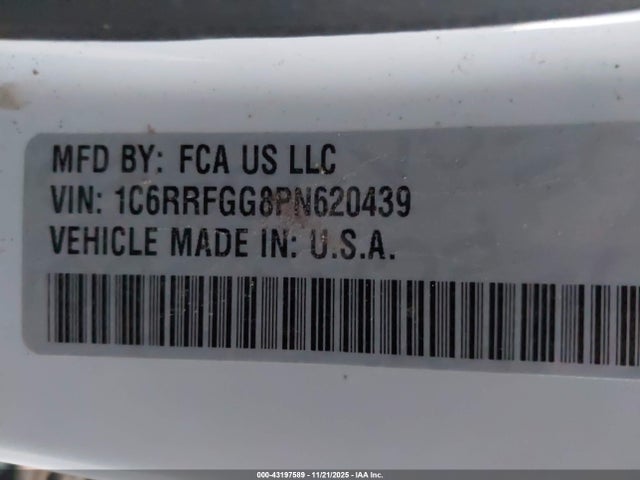 MFD BY: FCA US LLC
VIN: 1C6RRFGG8PN620439
VEHICLE MADE IN: U.S.A.
000-43197589 - 11/21/2025 - IAA Inc.